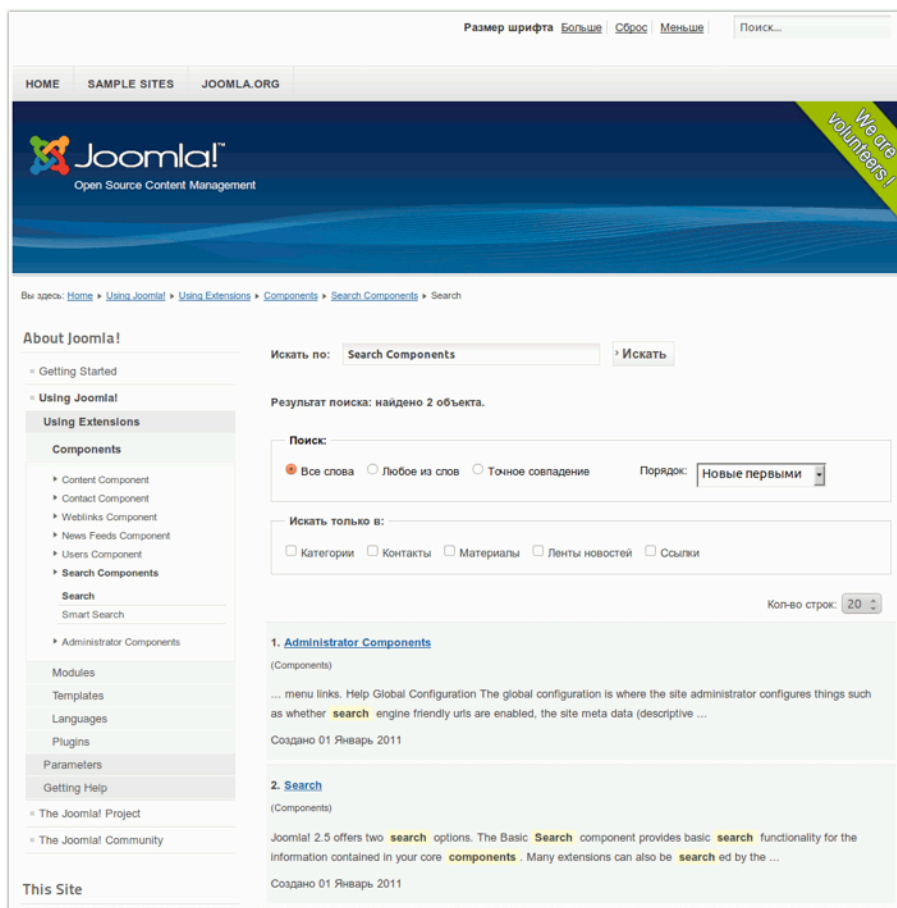 Размер шрифта Больше Сброс Меньше Поиск...
HOME SAMPLE SITES JOOMLA.ORG
We are volunteers!
Joomla!™
Open Source Content Management
Вы здесь: Home Using Joomla! Using Extensions Components Search Components Search
About Joomla!
Getting Started
Using Joomla!
Using Extensions
Components
Content Component
Contact Component
Weblinks Component
News Feeds Component
Users Component
Search Components
Search
Smart Search
Administrator Components
Modules
Templates
Languages
Plugins
Parameters
Getting Help
The Joomla! Project
The Joomla! Community
This Site
Искать по: Search Components Искать
Результат поиска: найдено 2 объекта.
Поиск:
Все слова Любое из слов Точное совпадение Порядок: Новые первыми
Искать только в:
Категории Контакты Материалы Ленты новостей Ссылки
Кол-во строк: 20
1. Administrator Components
(Components)
... menu links. Help Global Configuration The global configuration is where the site administrator configures things such
as whether search engine friendly urls are enabled, the site meta data (descriptive ...
Создано 01 Январь 2011
2. Search
(Components)
Joomla! 2.5 offers two search options. The Basic Search component provides basic search functionality for the
information contained in your core components . Many extensions can also be search ed by the ...
Создано 01 Январь 2011